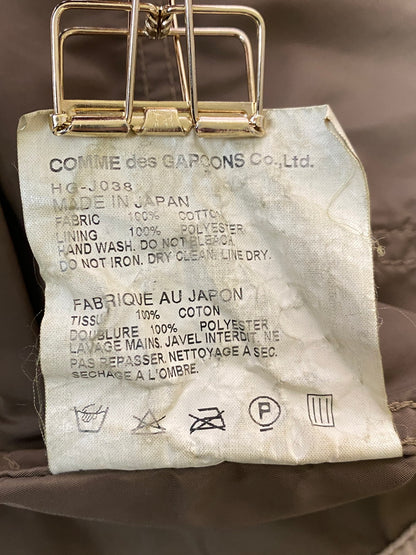 COMME des GARÇONS Co., Ltd.
HG-J038
MADE IN JAPAN
FABRIC 100% COTTON
LINING 100% POLYESTER
HAND WASH. DO NOT BLEACH.
DO NOT IRON. DRY CLEAN. LINE DRY.
FABRIQUE AU JAPON
TISSU 100% COTON
DOUBLURE 100% POLYESTER
LAVAGE MAINS. JAVEL INTERDIT. NE
PAS REPASSER. NETTOYAGE A SEC.
SECHAGE A L'OMBRE.
P